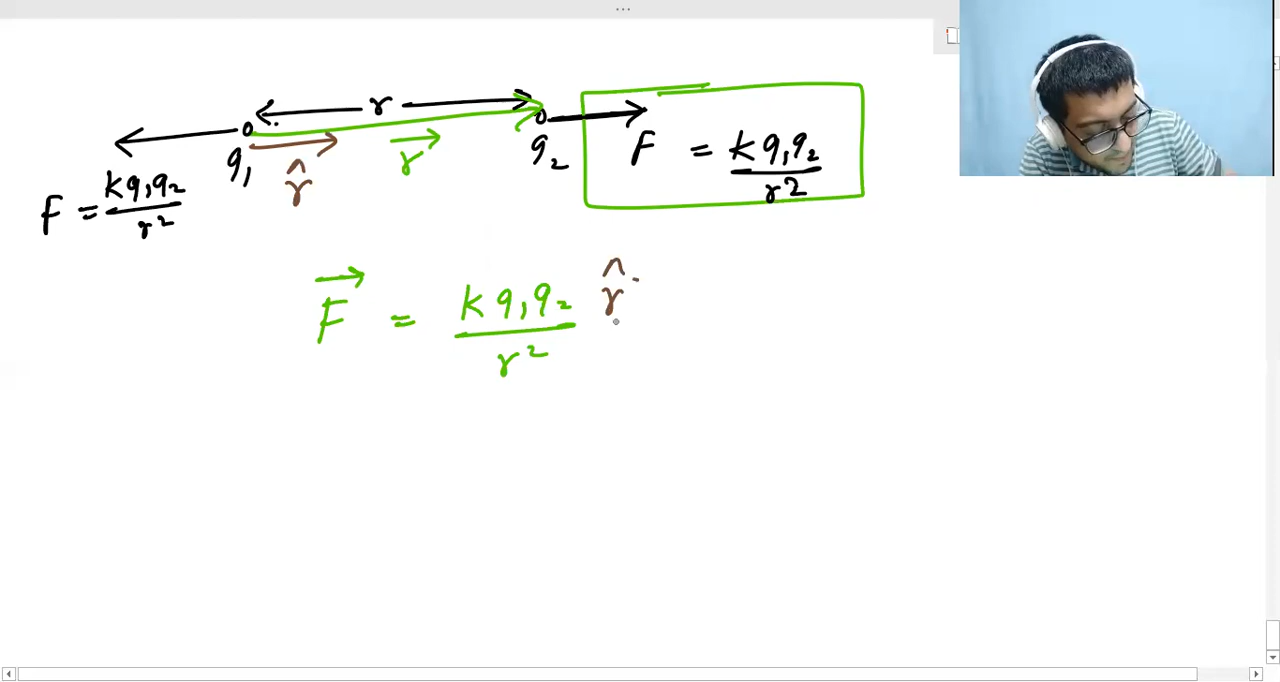 r
q₁ r̂ r⃗ q₂
F = kq₁q₂/r²
F = kq₁q₂/r²
F⃗ = kq₁q₂/r² r̂